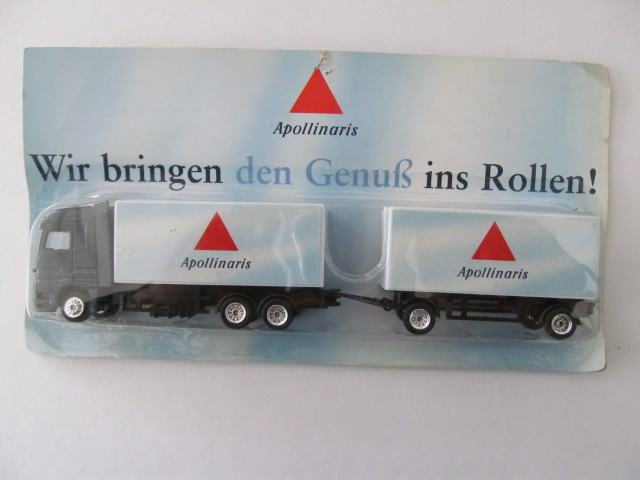 Apollinaris
Wir bringen den Genuß ins Rollen!
Apollinaris
Apollinaris